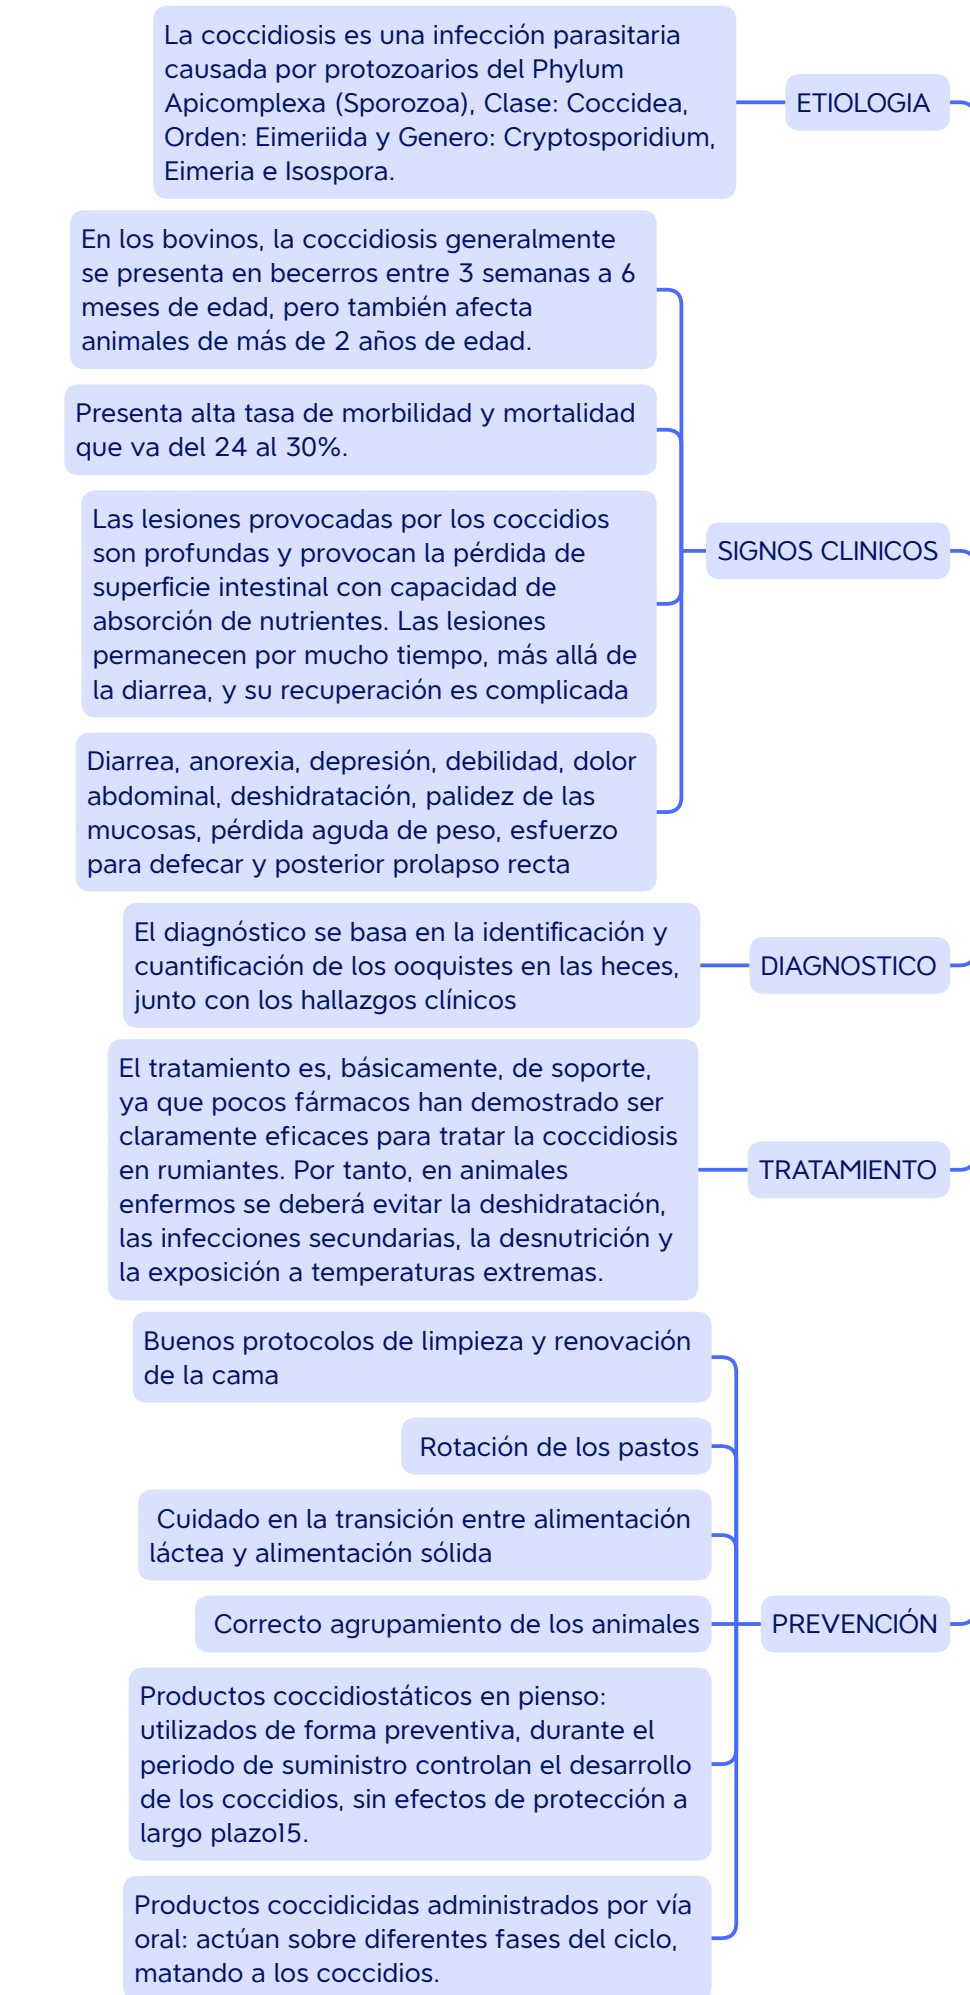 La coccidiosis es una infección parasitaria
causada por protozoarios del Phylum
Apicomplexa (Sporozoa), Clase: Coccidea,
Orden: Eimeriida y Genero: Cryptosporidium,
Eimeria e Isospora.
ETIOLOGIA
En los bovinos, la coccidiosis generalmente
se presenta en becerros entre 3 semanas a 6
meses de edad, pero también afecta
animales de más de 2 años de edad.
Presenta alta tasa de morbilidad y mortalidad
que va del 24 al 30%.
Las lesiones provocadas por los coccidios
son profundas y provocan la pérdida de
superficie intestinal con capacidad de
absorción de nutrientes. Las lesiones
permanecen por mucho tiempo, más allá de
la diarrea, y su recuperación es complicada
Diarrea, anorexia, depresión, debilidad, dolor
abdominal, deshidratación, palidez de las
mucosas, pérdida aguda de peso, esfuerzo
para defecar y posterior prolapso recta
SIGNOS CLINICOS
El diagnóstico se basa en la identificación y
cuantificación de los ooquistes en las heces,
junto con los hallazgos clínicos
DIAGNOSTICO
El tratamiento es, básicamente, de soporte,
ya que pocos fármacos han demostrado ser
claramente eficaces para tratar la coccidiosis
en rumiantes. Por tanto, en animales
enfermos se deberá evitar la deshidratación,
las infecciones secundarias, la desnutrición y
la exposición a temperaturas extremas.
TRATAMIENTO
Buenos protocolos de limpieza y renovación
de la cama
Rotación de los pastos
Cuidado en la transición entre alimentación
láctea y alimentación sólida
Correcto agrupamiento de los animales
Productos coccidiostáticos en pienso:
utilizados de forma preventiva, durante el
periodo de suministro controlan el desarrollo
de los coccidios, sin efectos de protección a
largo plazo15.
Productos coccidicidas administrados por vía
oral: actúan sobre diferentes fases del ciclo,
matando a los coccidios.
PREVENCIÓN